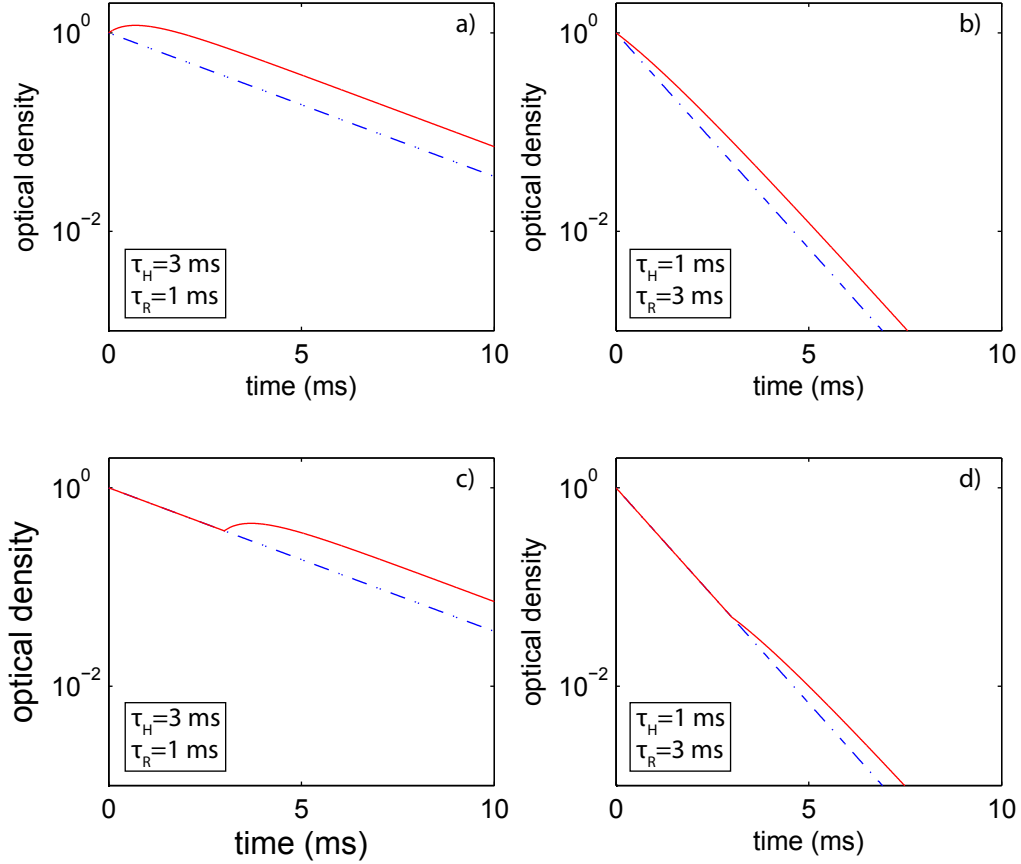 a)
optical density
10^0
10^-2
τ_H=3 ms
τ_R=1 ms
0
5
10
time (ms)
b)
optical density
10^0
10^-2
τ_H=1 ms
τ_R=3 ms
0
5
10
time (ms)
c)
optical density
10^0
10^-2
τ_H=3 ms
τ_R=1 ms
0
5
10
time (ms)
d)
optical density
10^0
10^-2
τ_H=1 ms
τ_R=3 ms
0
5
10
time (ms)